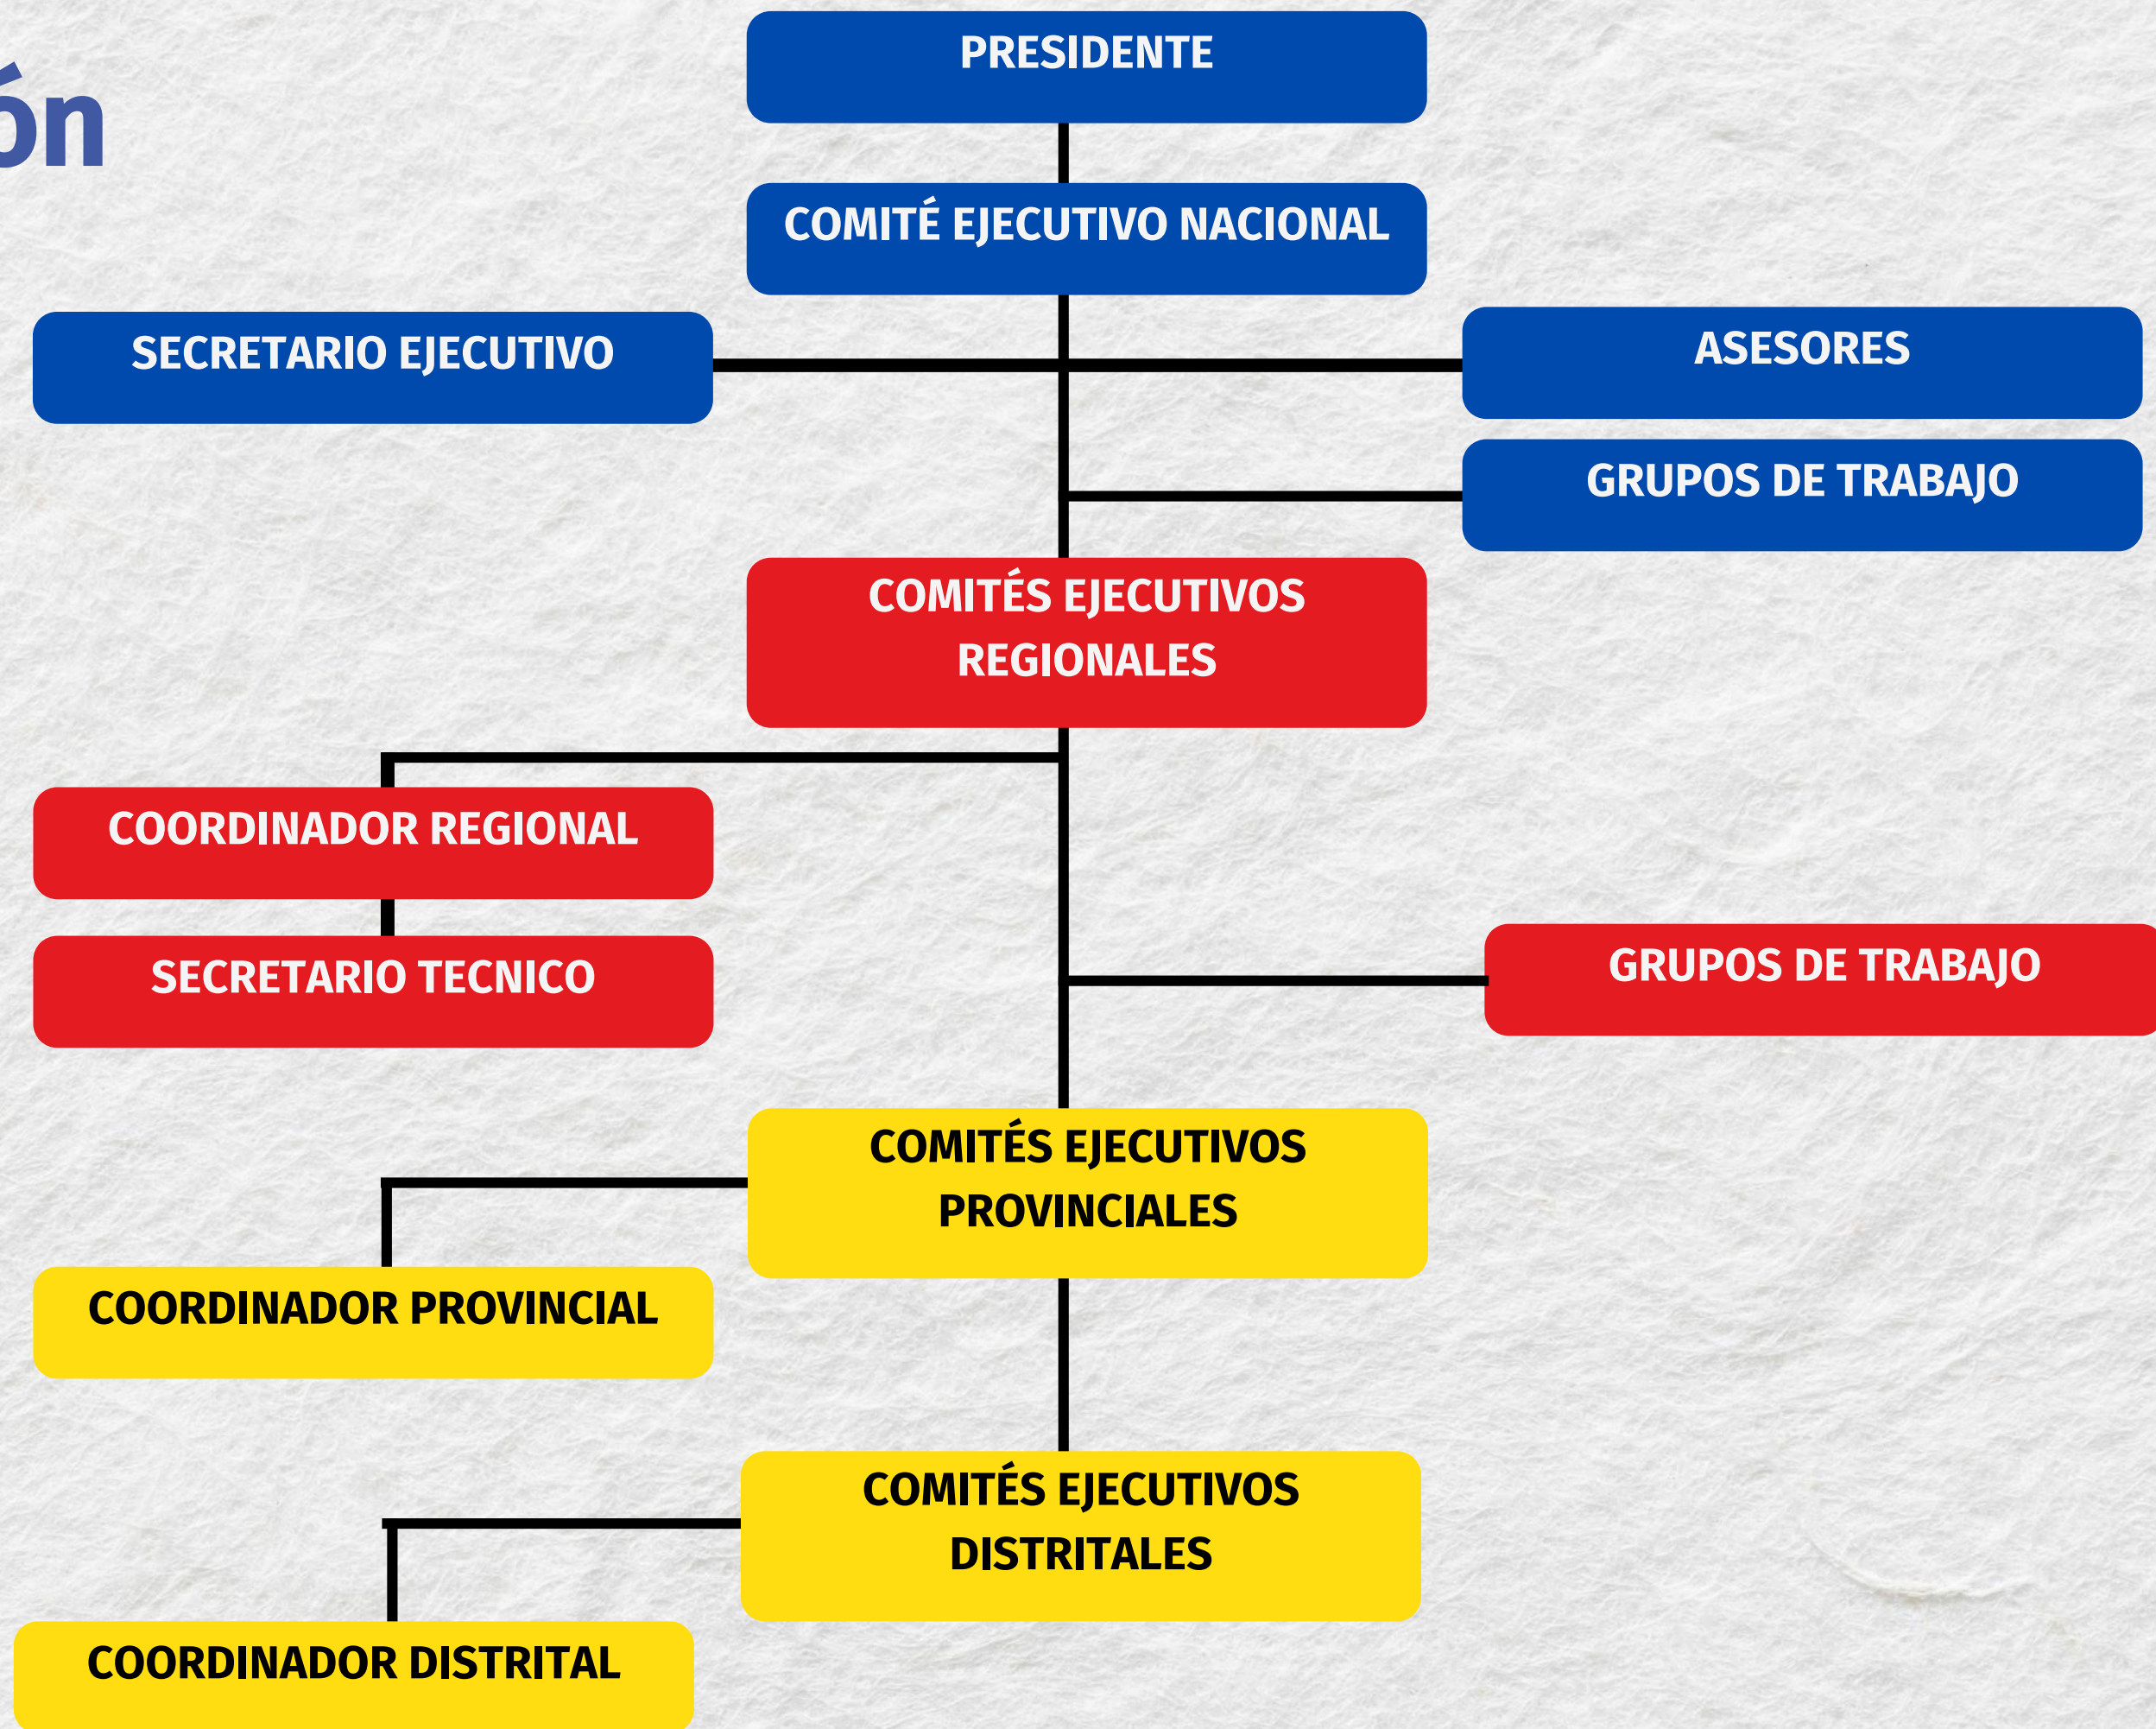 ón
PRESIDENTE
COMITÉ EJECUTIVO NACIONAL
SECRETARIO EJECUTIVO
ASESORES
GRUPOS DE TRABAJO
COMITÉS EJECUTIVOS
REGIONALES
COORDINADOR REGIONAL
SECRETARIO TECNICO
GRUPOS DE TRABAJO
COMITÉS EJECUTIVOS
PROVINCIALES
COORDINADOR PROVINCIAL
COMITÉS EJECUTIVOS
DISTRITALES
COORDINADOR DISTRITAL